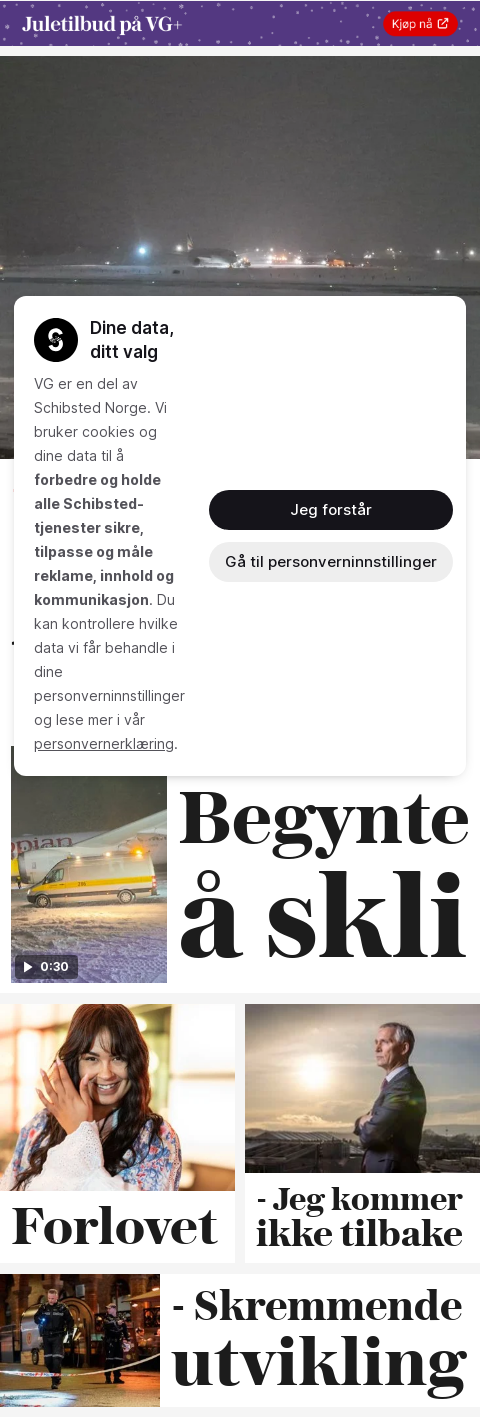 Juletilbud på VG+
Kjøp nå
Dine data,
ditt valg
VG er en del av
Schibsted Norge. Vi
bruker cookies og
dine data til å
forbedre og holde
alle Schibsted-
tjenester sikre,
tilpasse og måle
reklame, innhold og
kommunikasjon. Du
kan kontrollere hvilke
data vi får behandle i
dine
personverninnstillinger
og lese mer i vår
personvernerklæring.
Jeg forstår
Gå til personverninnstillinger
Begynte
å skli
0:30
Forlovet
- Jeg kommer
ikke tilbake
- Skremmende
utvikling